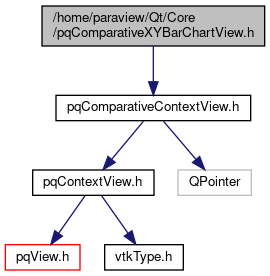 /home/paraview/Qt/Core
/pqComparativeXYBarChartView.h
pqComparativeContextView.h
pqContextView.h
QPointer
pqView.h
vtkType.h